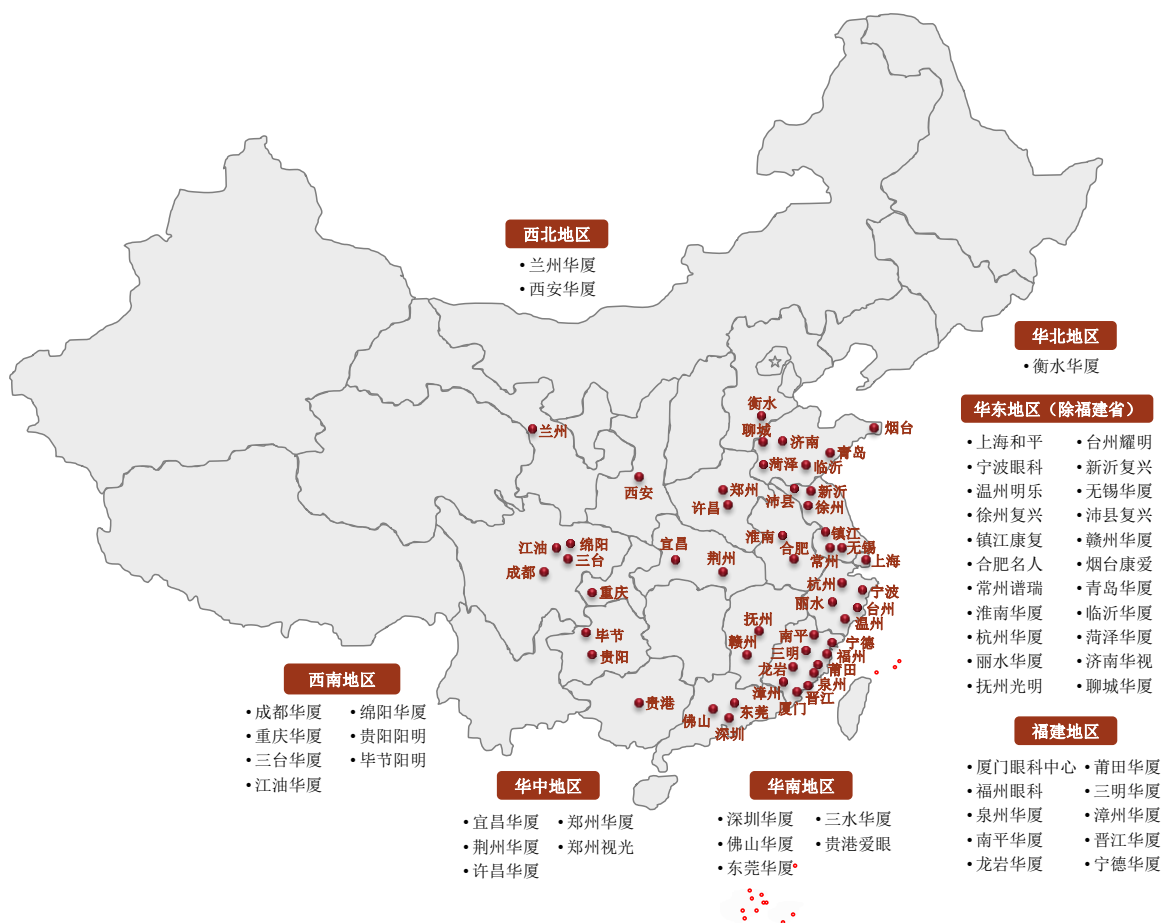 西北地区
•兰州华厦
•西安华厦
华北地区
•衡水华厦
华东地区（除福建省）
•上海和平 •台州耀明
•宁波眼科 •新沂复兴
•温州明乐 •无锡华厦
•徐州复兴 •沛县复兴
•镇江康复 •赣州华厦
•合肥名人 •烟台康爱
•常州谱瑞 •青岛华厦
•淮南华厦 •临沂华厦
•杭州华厦 •菏泽华厦
•丽水华厦 •济南华视
•抚州光明 •聊城华厦
衡水
聊城
济南
烟台
青岛
菏泽
临沂
兰州
西安
郑州
许昌
沛县
新沂
徐州
淮南
合肥
镇江
无锡
常州
上海
江油
绵阳
三台
成都
宜昌
荆州
重庆
杭州
宁波
丽水
台州
温州
抚州
赣州
南平
宁德
三明
福州
龙岩
莆田
漳州
泉州
晋江
厦门
毕节
贵阳
贵港
佛山
东莞
深圳
西南地区
•成都华厦 •绵阳华厦
•重庆华厦 •贵阳阳明
•三台华厦 •毕节阳明
•江油华厦
华中地区
•宜昌华厦 •郑州华厦
•荆州华厦 •郑州视光
•许昌华厦
华南地区
•深圳华厦 •三水华厦
•佛山华厦 •贵港爱眼
•东莞华厦
福建地区
•厦门眼科中心 •莆田华厦
•福州眼科 •三明华厦
•泉州华厦 •漳州华厦
•南平华厦 •晋江华厦
•龙岩华厦 •宁德华厦